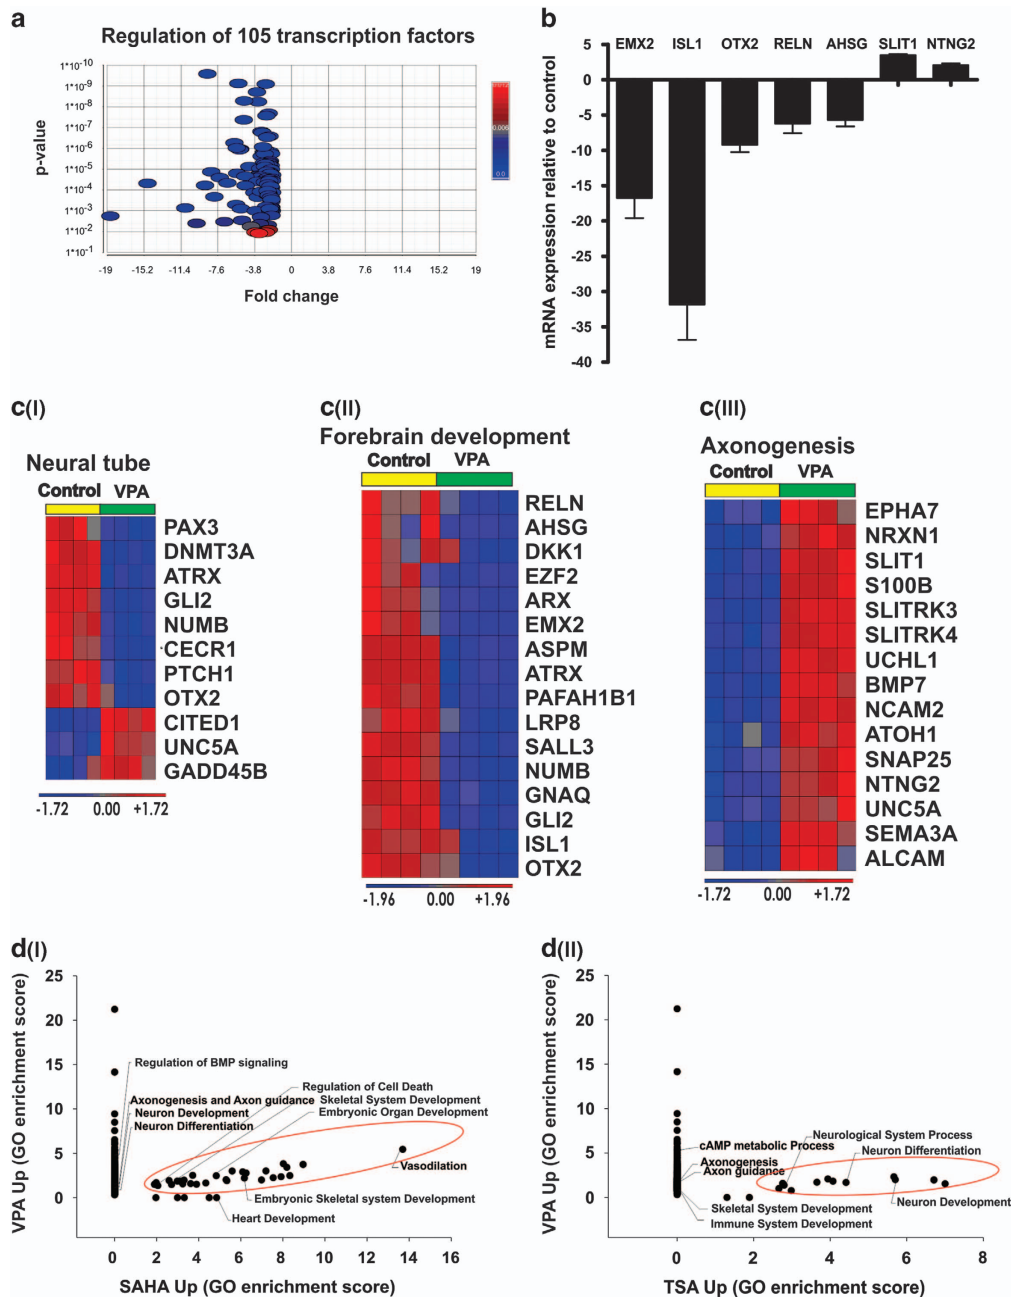 a
Regulation of 105 transcription factors
p-value
1*10-10
1*10-9
1*10-8
1*10-7
1*10-6
1*10-5
1*10-4
1*10-3
1*10-2
1*10-1
-19 -15.2 -11.4 -7.6 -3.8 0 3.8 7.6 11.4 15.2 19
Fold change
0.006
0.0
b
mRNA expression relative to control
EMX2 ISL1 OTX2 RELN AHSG SLIT1 NTNG2
5
0
-5
-10
-15
-20
-25
-30
-35
-40
c(I)
Neural tube
Control VPA
PAX3
DNMT3A
ATRX
GLI2
NUMB
CECR1
PTCH1
OTX2
CITED1
UNC5A
GADD45B
-1.72 0.00 +1.72
c(II)
Forebrain development
Control VPA
RELN
AHSG
DKK1
EZF2
ARX
EMX2
ASPM
ATRX
PAFAH1B1
LRP8
SALL3
NUMB
GNAQ
GLI2
ISL1
OTX2
-1.96 0.00 +1.96
c(III)
Axonogenesis
Control VPA
EPHA7
NRXN1
SLIT1
S100B
SLITRK3
SLITRK4
UCHL1
BMP7
NCAM2
ATOH1
SNAP25
NTNG2
UNC5A
SEMA3A
ALCAM
-1.72 0.00 +1.72
d(I)
VPA Up (GO enrichment score)
25
20
15
10
5
0
Regulation of BMP signaling
Axonogenesis and Axon guidance
Neuron Development
Neuron Differentiation
Regulation of Cell Death
Skeletal System Development
Embryonic Organ Development
Vasodilation
Embryonic Skeletal system Development
Heart Development
0 2 4 6 8 10 12 14 16
SAHA Up (GO enrichment score)
d(II)
VPA Up (GO enrichment score)
25
20
15
10
5
0
cAMP metabolic Process
Axonogenesis
Axon guidance
Neurological System Process
Neuron Differentiation
Neuron Development
Skeletal System Development
Immune System Development
0 2 4 6 8
TSA Up (GO enrichment score)